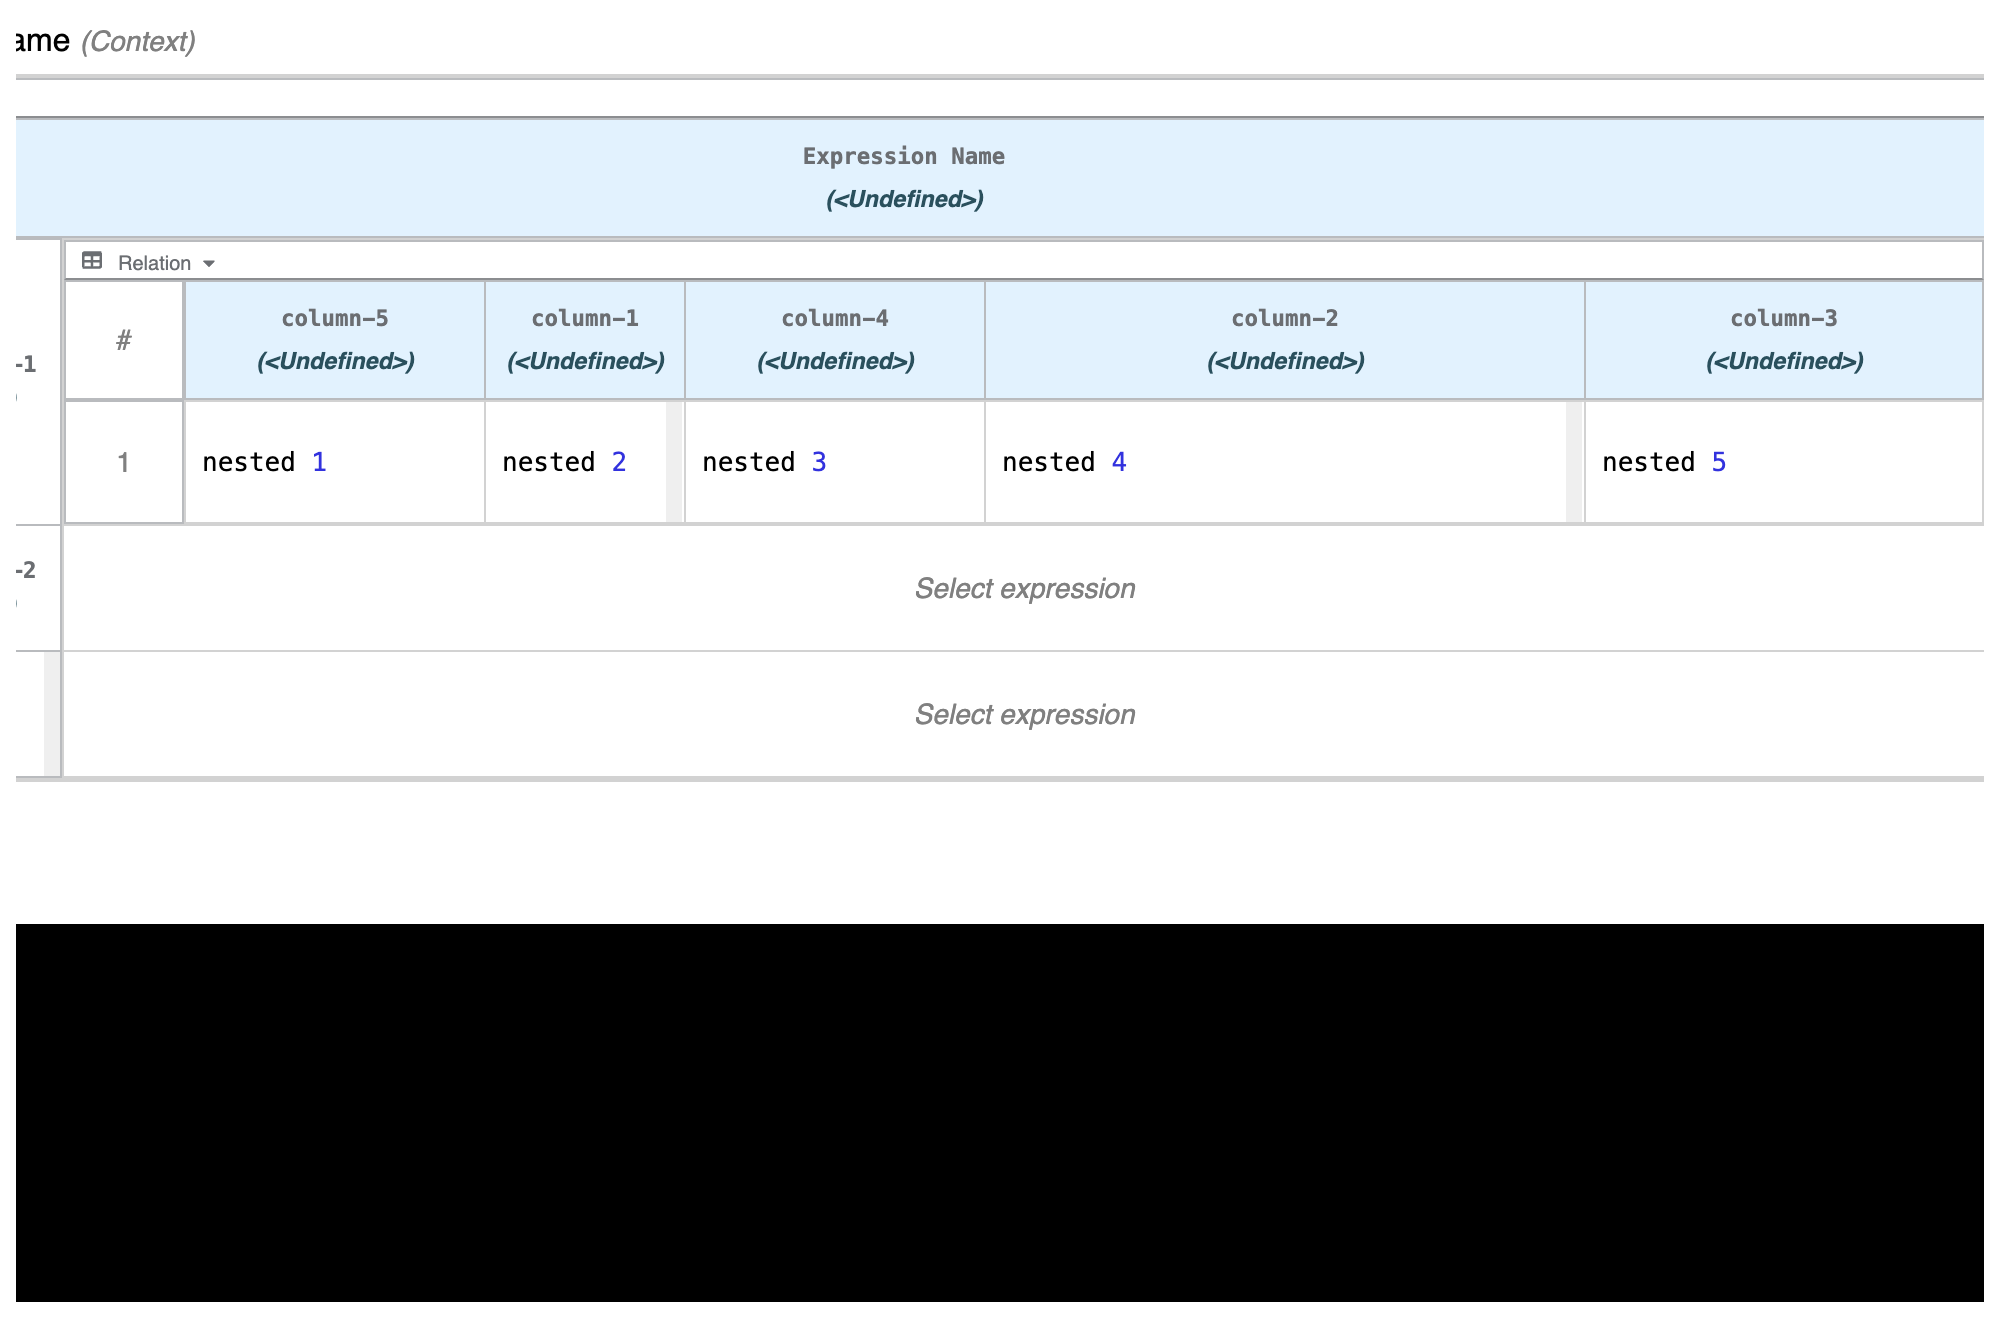 ame (Context)
Expression Name
(<Undefined>)
Relation
# column-5 column-1 column-4 column-2 column-3
(<Undefined>) (<Undefined>) (<Undefined>) (<Undefined>) (<Undefined>)
-1
1 nested 1 nested 2 nested 3 nested 4 nested 5
-2
Select expression
Select expression